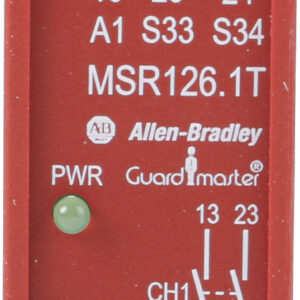 A1 S33 S34
MSR126.1T
AB Allen-Bradley
PWR Guardmaster®
13 23
CH1